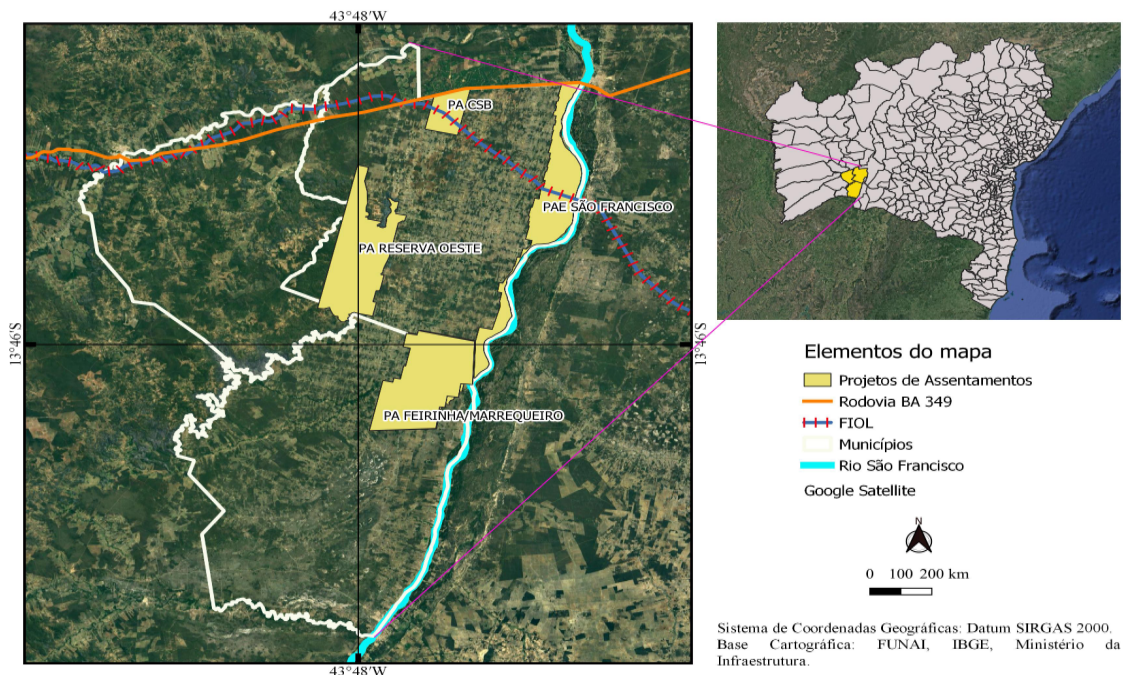 43°48′W
PA CSB
PAE SÃO FRANCISCO
PA RESERVA OESTE
13°46′S
13°46′S
PA FEIRINHA/MARREQUEIRO
43°48′W
Elementos do mapa
Projetos de Assentamentos
Rodovia BA 349
FIOL
Municípios
Rio São Francisco
Google Satellite
N
0 100 200 km
Sistema de Coordenadas Geográficas: Datum SIRGAS 2000.
Base Cartográfica: FUNAI, IBGE, Ministério da
Infraestrutura.